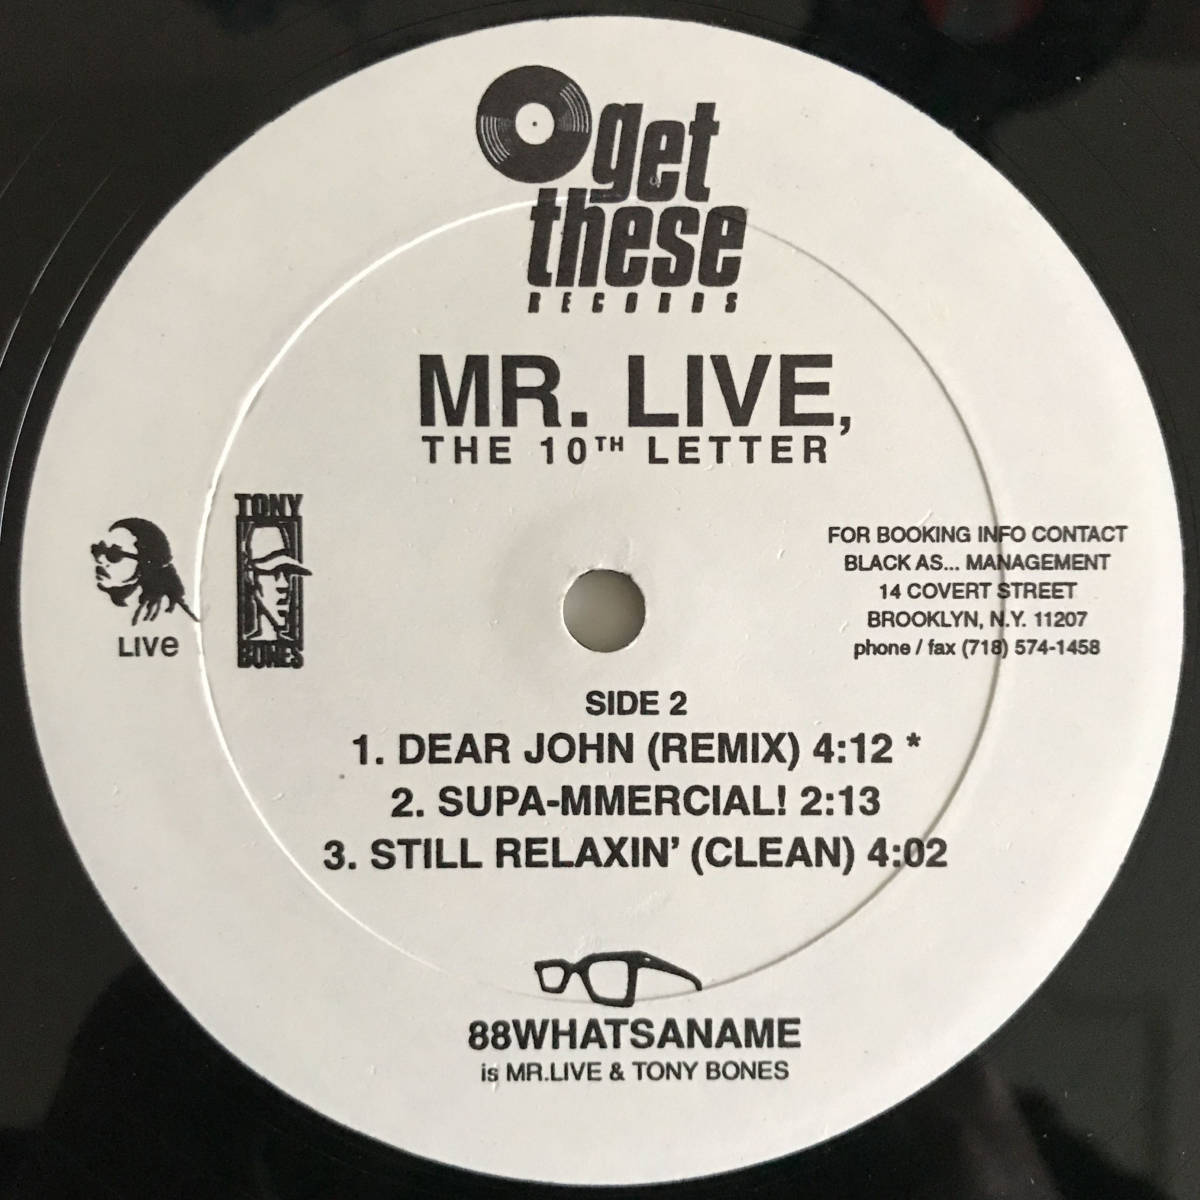 get
these
RECORDS
MR. LIVE,
THE 10TH LETTER
LIVe
TONY
BONES
FOR BOOKING INFO CONTACT
BLACK AS... MANAGEMENT
14 COVERT STREET
BROOKLYN, N.Y. 11207
phone / fax (718) 574-1458
SIDE 2
1. DEAR JOHN (REMIX) 4:12 *
2. SUPA-MMERCIAL! 2:13
3. STILL RELAXIN' (CLEAN) 4:02
88WHATSANAME
is MR.LIVE & TONY BONES